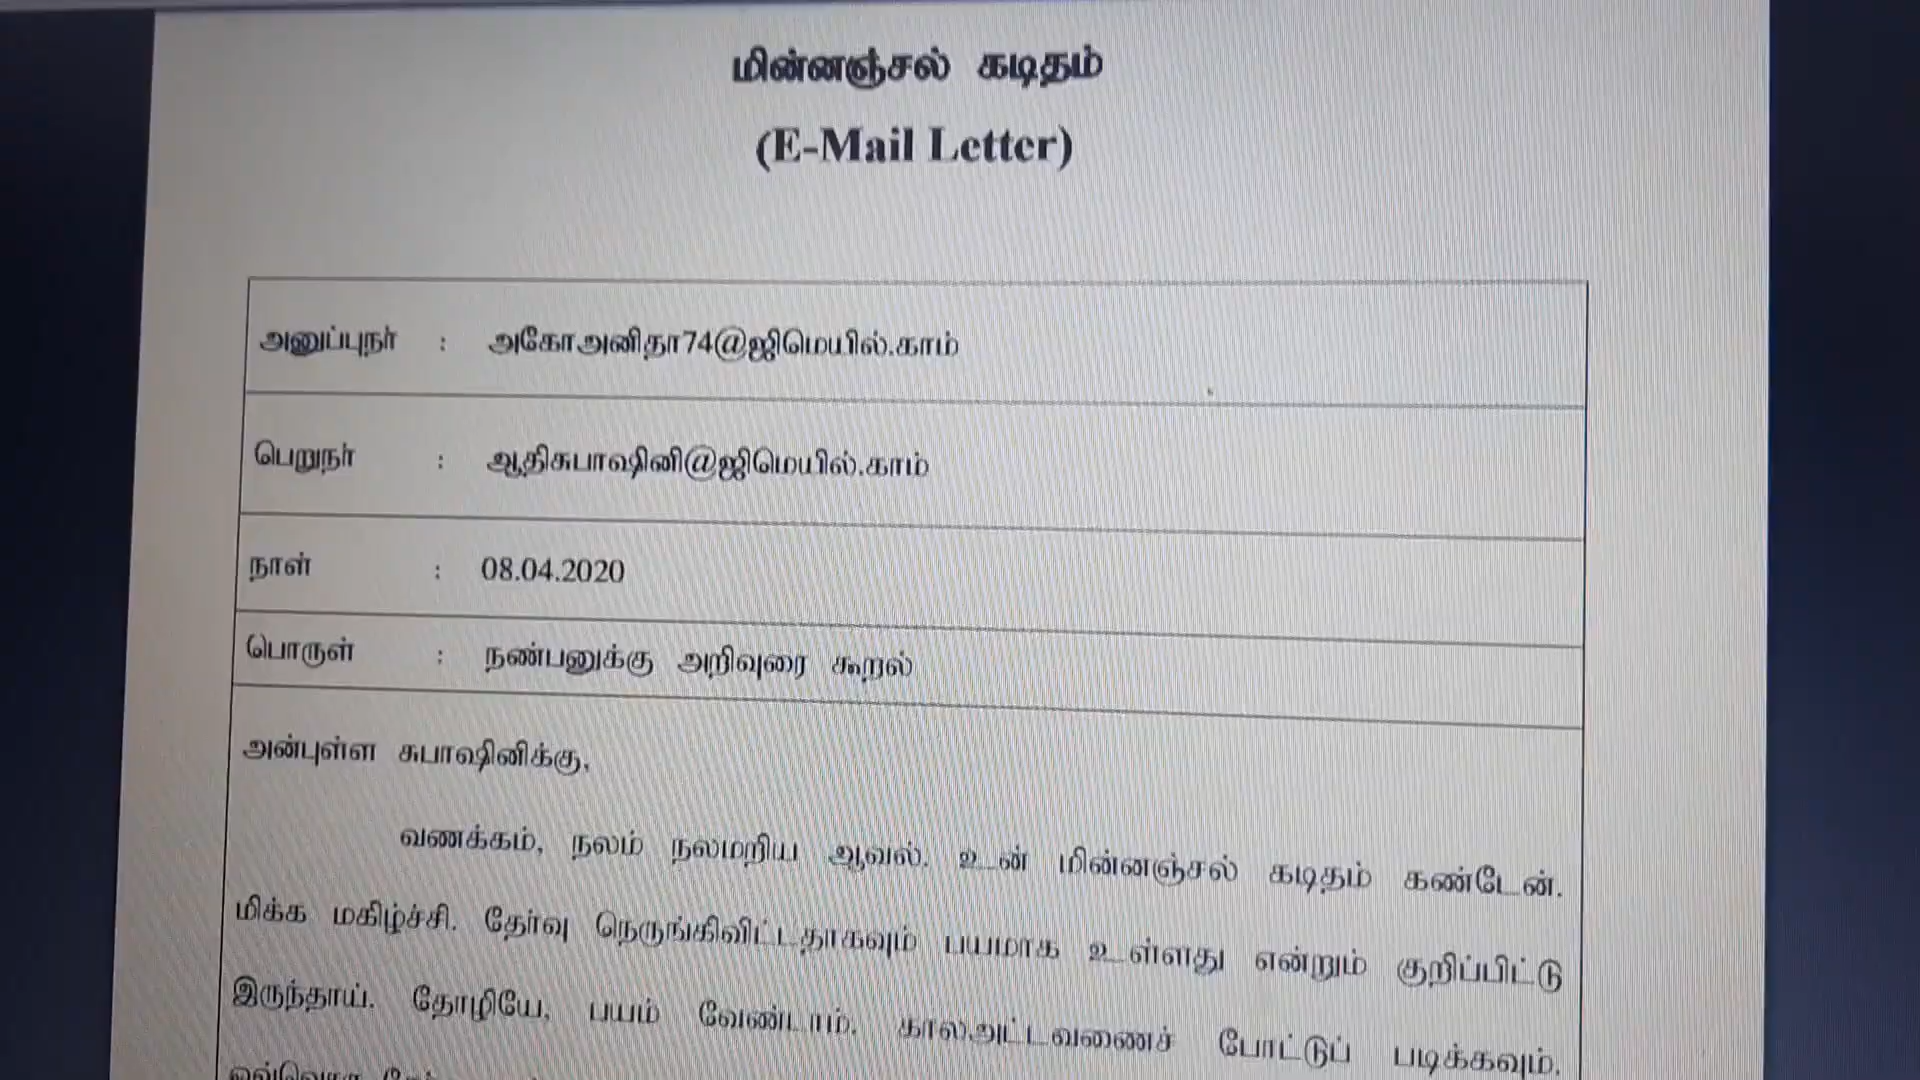 மின்னஞ்சல் கடிதம்
(E-Mail Letter)
அனுப்புநர் : அகோஅனிதா74@ஜிமெயில்.காம்
பெறுநர் : ஆதிசுபாஷினி@ஜிமெயில்.காம்
நாள் : 08.04.2020
பொருள் : நண்பனுக்கு அறிவுரை கூறல்
அன்புள்ள சுபாஷினிக்கு,
வணக்கம், நலம் நலமறிய ஆவல். உன் மின்னஞ்சல் கடிதம் கண்டேன்.
மிக்க மகிழ்ச்சி. தேர்வு நெருங்கிவிட்டதாகவும் பயமாக உள்ளது என்றும் குறிப்பிட்டு
இருந்தாய். தோழியே, பயம் வேண்டாம். காலஅட்டவணைச் போட்டுப் படிக்கவும்.